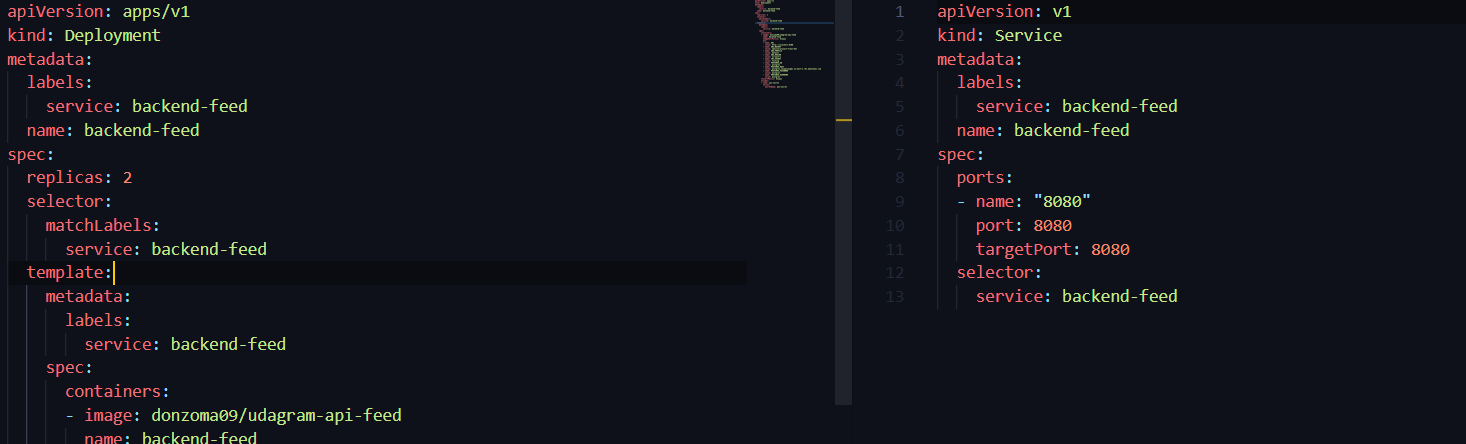 apiVersion: apps/v1
kind: Deployment
metadata:
  labels:
    service: backend-feed
  name: backend-feed
spec:
  replicas: 2
  selector:
    matchLabels:
      service: backend-feed
  template:
    metadata:
      labels:
        service: backend-feed
    spec:
      containers:
      - image: donzoma09/udagram-api-feed
        name: backend-feed
1 apiVersion: v1
2 kind: Service
3 metadata:
4   labels:
5     service: backend-feed
6   name: backend-feed
7 spec:
8   ports:
9   - name: "8080"
10     port: 8080
11     targetPort: 8080
12   selector:
13     service: backend-feed